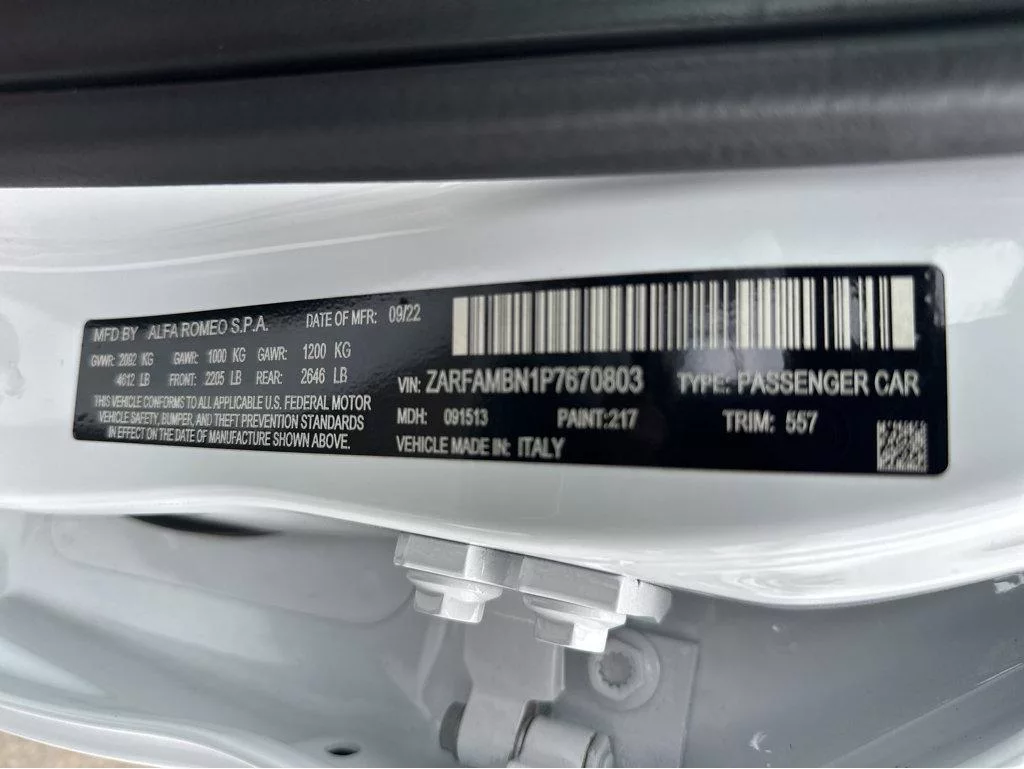 MFD BY ALFA ROMEO S.P.A. DATE OF MFR: 09/22
GVWR: 2092 KG GAWR: 1000 KG GAWR: 1200 KG
4612 LB FRONT: 2205 LB REAR: 2646 LB
THIS VEHICLE CONFORMS TO ALL APPLICABLE U.S. FEDERAL MOTOR
VEHICLE SAFETY, BUMPER, AND THEFT PREVENTION STANDARDS
IN EFFECT ON THE DATE OF MANUFACTURE SHOWN ABOVE.
VIN: ZARFAMBN1P7670803 TYPE: PASSENGER CAR
MDH: 091513 PAINT:217 TRIM: 557
VEHICLE MADE IN: ITALY